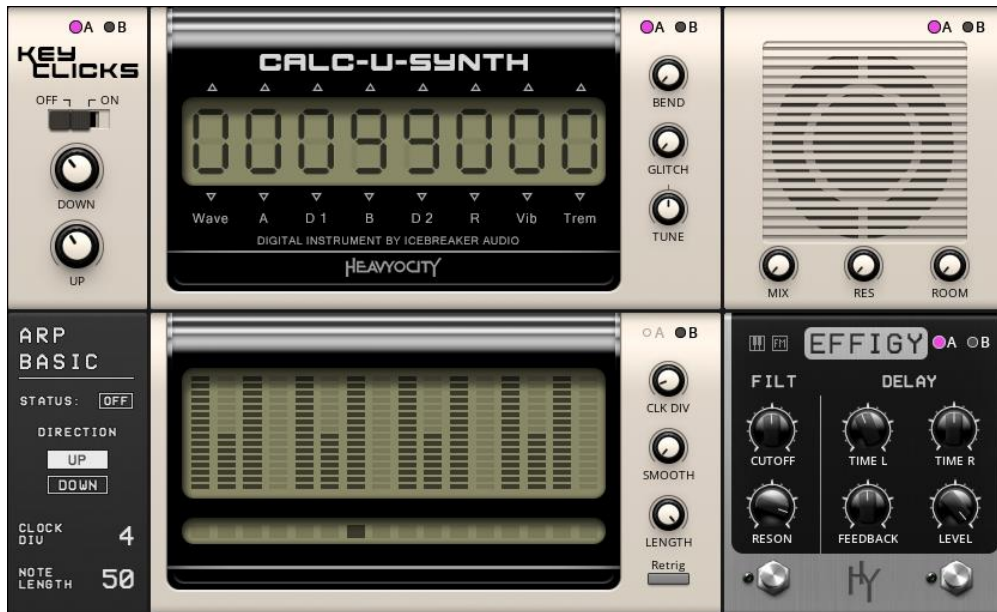 A B
KEY
CLICKS
OFF ON
DOWN
UP
CALC-U-SYNTH
00099000
Wave A D 1 B D 2 R Vib Trem
DIGITAL INSTRUMENT BY ICEBREAKER AUDIO
HEAVYOCITY
A B
BEND
GLITCH
TUNE
A B
MIX RES ROOM
ARP
BASIC
STATUS: OFF
DIRECTION
UP
DOWN
CLOCK
DIV 4
NOTE
LENGTH 50
A B
CLK DIV
SMOOTH
LENGTH
Retrig
FM EFFIGY A B
FILT DELAY
CUTOFF TIME L TIME R
RESON FEEDBACK LEVEL
HY